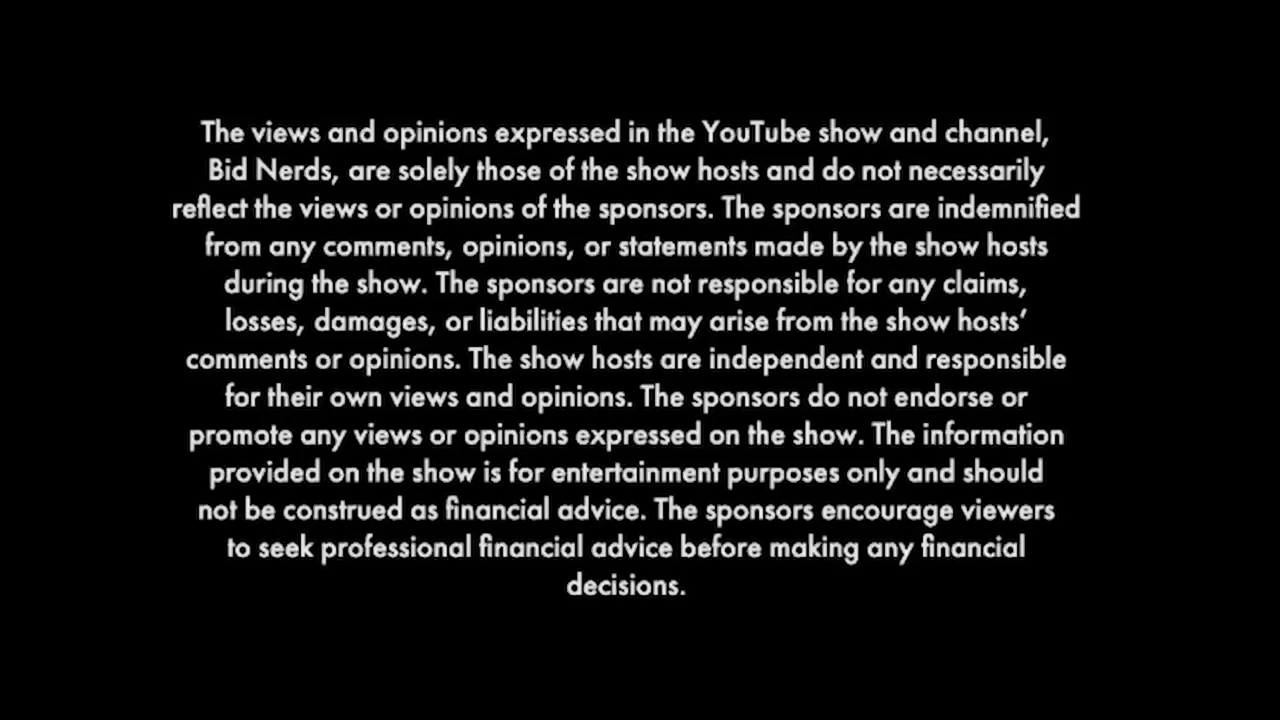 The views and opinions expressed in the YouTube show and channel,
Bid Nerds, are solely those of the show hosts and do not necessarily
reflect the views or opinions of the sponsors. The sponsors are indemnified
from any comments, opinions, or statements made by the show hosts
during the show. The sponsors are not responsible for any claims,
losses, damages, or liabilities that may arise from the show hosts’
comments or opinions. The show hosts are independent and responsible
for their own views and opinions. The sponsors do not endorse or
promote any views or opinions expressed on the show. The information
provided on the show is for entertainment purposes only and should
not be construed as financial advice. The sponsors encourage viewers
to seek professional financial advice before making any financial
decisions.